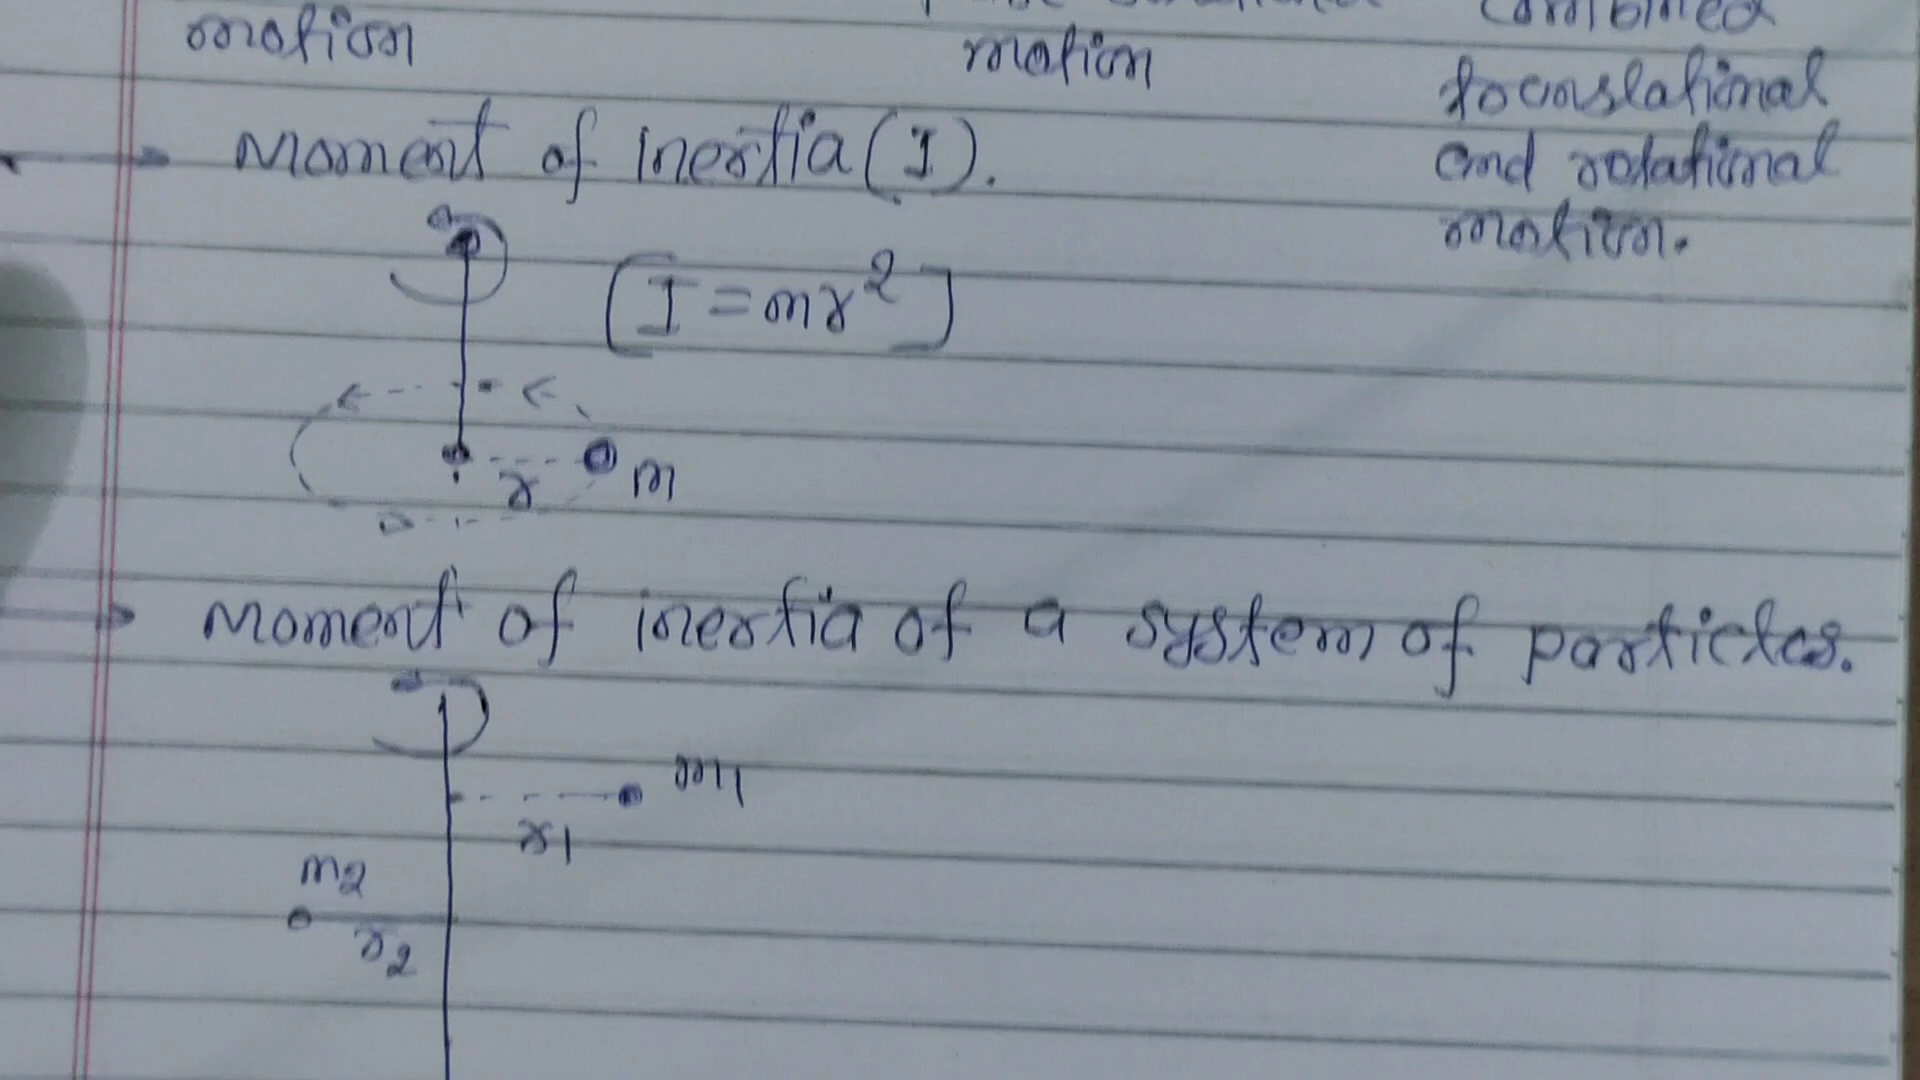 motion
motion
combined
translational
and rotational
motion.
Moment of inertia (I).
[I = mr²]
r
m
Moment of inertia of a system of particles.
m1
r1
m2
r2